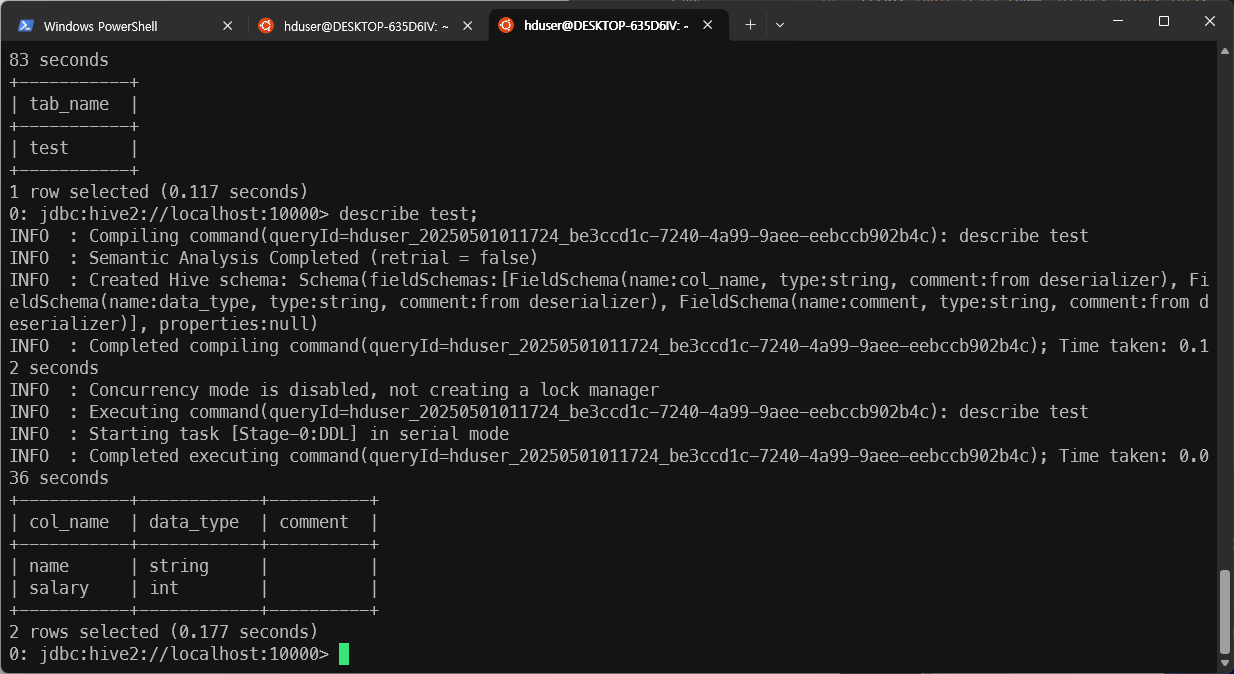 Windows PowerShell
hduser@DESKTOP-635D6IV: ~
hduser@DESKTOP-635D6IV: ~
83 seconds
+-----------+
| tab_name  |
+-----------+
| test      |
+-----------+
1 row selected (0.117 seconds)
0: jdbc:hive2://localhost:10000> describe test;
INFO  : Compiling command(queryId=hduser_20250501011724_be3ccd1c-7240-4a99-9aee-eebccb902b4c): describe test
INFO  : Semantic Analysis Completed (retrial = false)
INFO  : Created Hive schema: Schema(fieldSchemas:[FieldSchema(name:col_name, type:string, comment:from deserializer), Fi
eldSchema(name:data_type, type:string, comment:from deserializer), FieldSchema(name:comment, type:string, comment:from d
eserializer)], properties:null)
INFO  : Completed compiling command(queryId=hduser_20250501011724_be3ccd1c-7240-4a99-9aee-eebccb902b4c); Time taken: 0.1
2 seconds
INFO  : Concurrency mode is disabled, not creating a lock manager
INFO  : Executing command(queryId=hduser_20250501011724_be3ccd1c-7240-4a99-9aee-eebccb902b4c): describe test
INFO  : Starting task [Stage-0:DDL] in serial mode
INFO  : Completed executing command(queryId=hduser_20250501011724_be3ccd1c-7240-4a99-9aee-eebccb902b4c); Time taken: 0.0
36 seconds
+-----------+------------+----------+
| col_name  | data_type  | comment  |
+-----------+------------+----------+
| name      | string     |          |
| salary    | int        |          |
+-----------+------------+----------+
2 rows selected (0.177 seconds)
0: jdbc:hive2://localhost:10000>